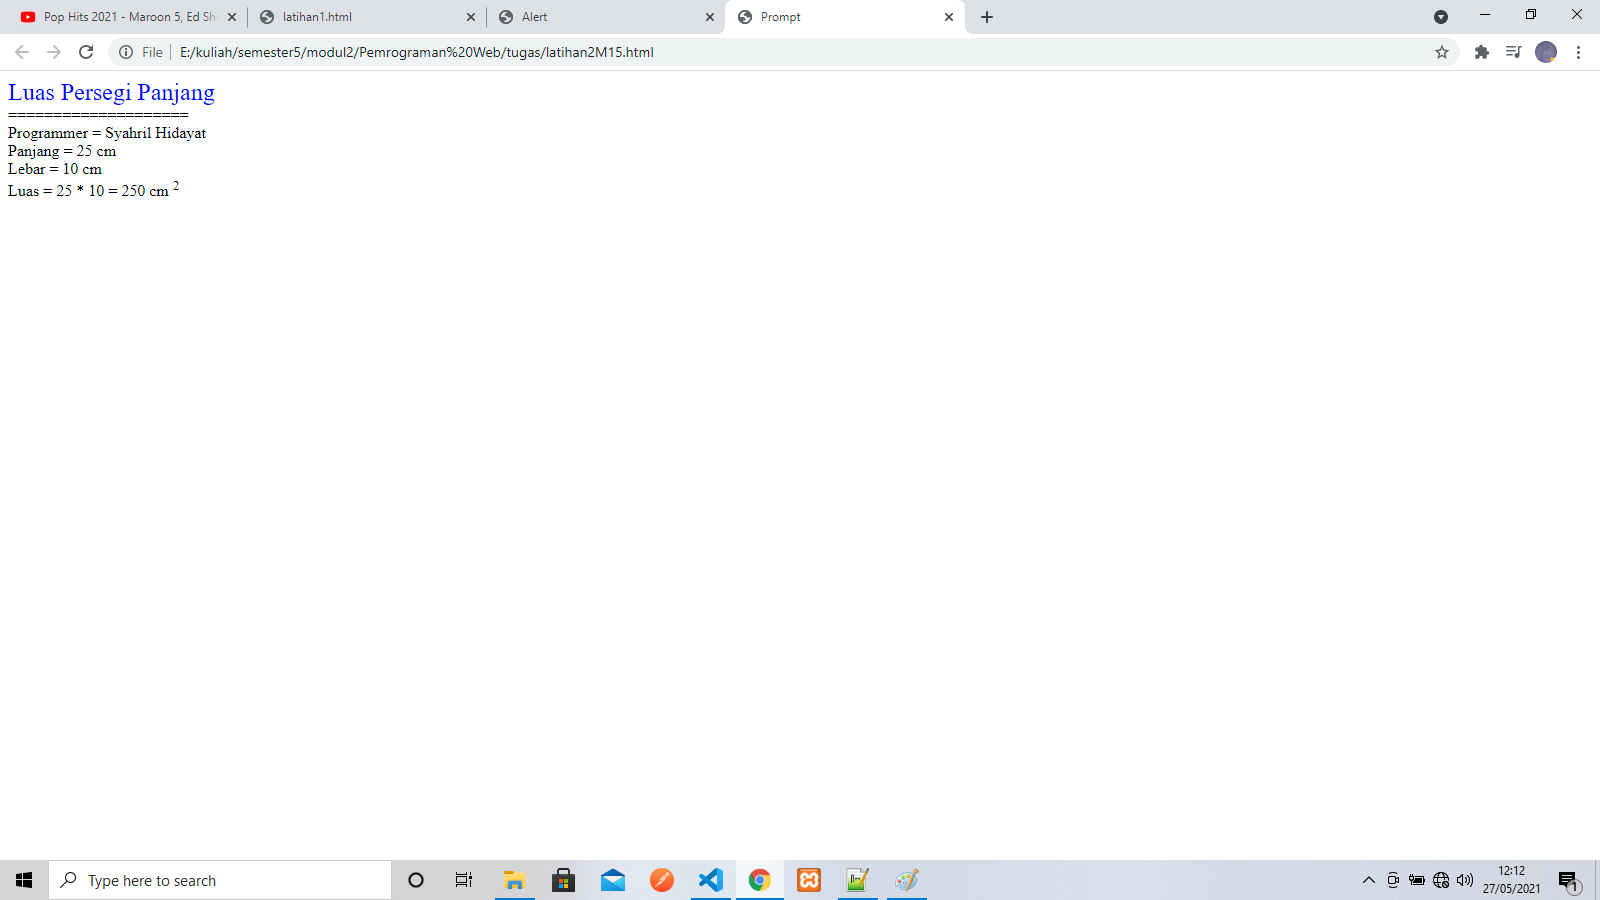 Pop Hits 2021 - Maroon 5, Ed Sh
latihan1.html
Alert
Prompt
File
E:/kuliah/semester5/modul2/Pemrograman%20Web/tugas/latihan2M15.html
Luas Persegi Panjang
====================
Programmer = Syahril Hidayat
Panjang = 25 cm
Lebar = 10 cm
Luas = 25 * 10 = 250 cm 2
Type here to search
12:12
27/05/2021
1